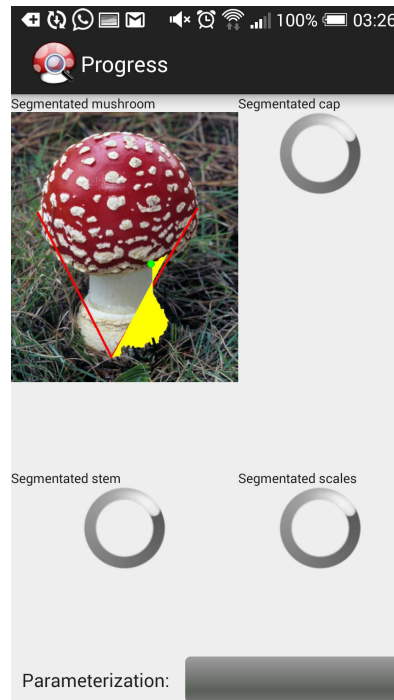 100% 03:26
Progress
Segmentated mushroom Segmentated cap
Segmentated stem Segmentated scales
Parameterization: